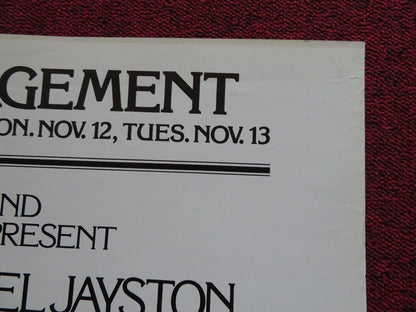 GEMENT
ON. NOV. 12, TUES. NOV. 13
ND
PRESENT
EL JAYSTON